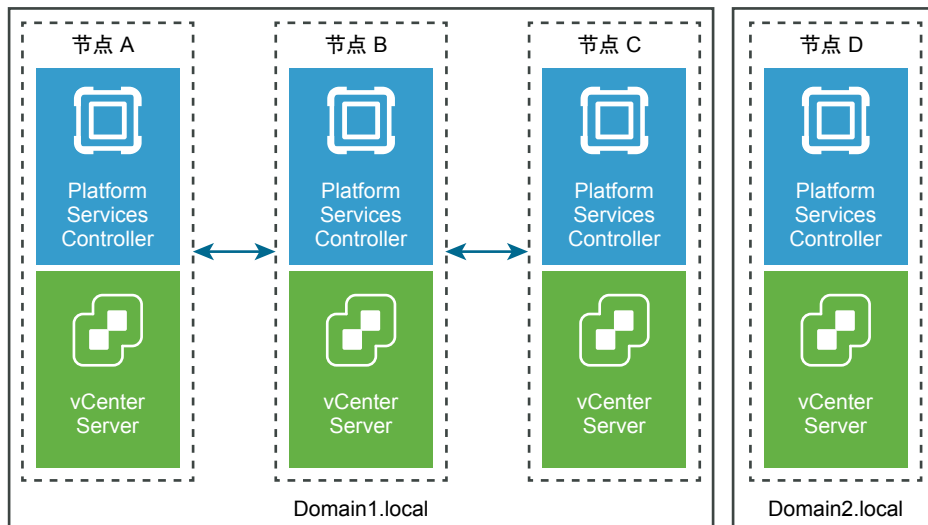 节点 A
Platform
Services
Controller
vCenter
Server
节点 B
Platform
Services
Controller
vCenter
Server
节点 C
Platform
Services
Controller
vCenter
Server
Domain1.local
节点 D
Platform
Services
Controller
vCenter
Server
Domain2.local